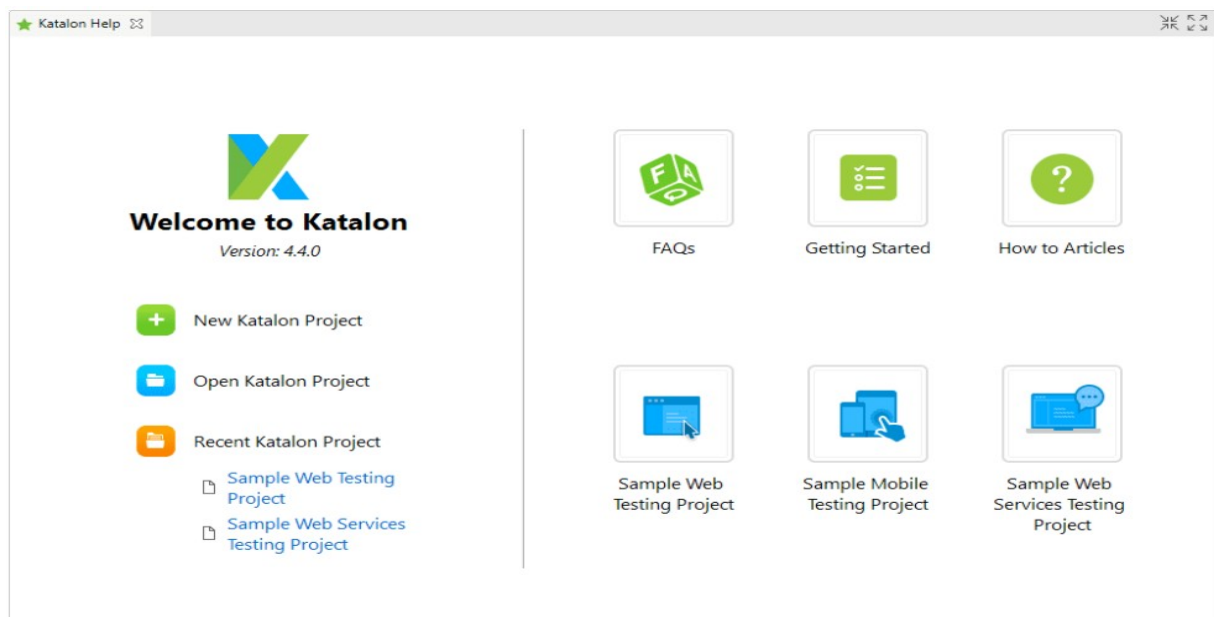 Katalon Help
Welcome to Katalon
Version: 4.4.0
New Katalon Project
Open Katalon Project
Recent Katalon Project
Sample Web Testing
Project
Sample Web Services
Testing Project
F A Q
FAQs
Getting Started
?
How to Articles
Sample Web
Testing Project
Sample Mobile
Testing Project
Sample Web
Services Testing
Project